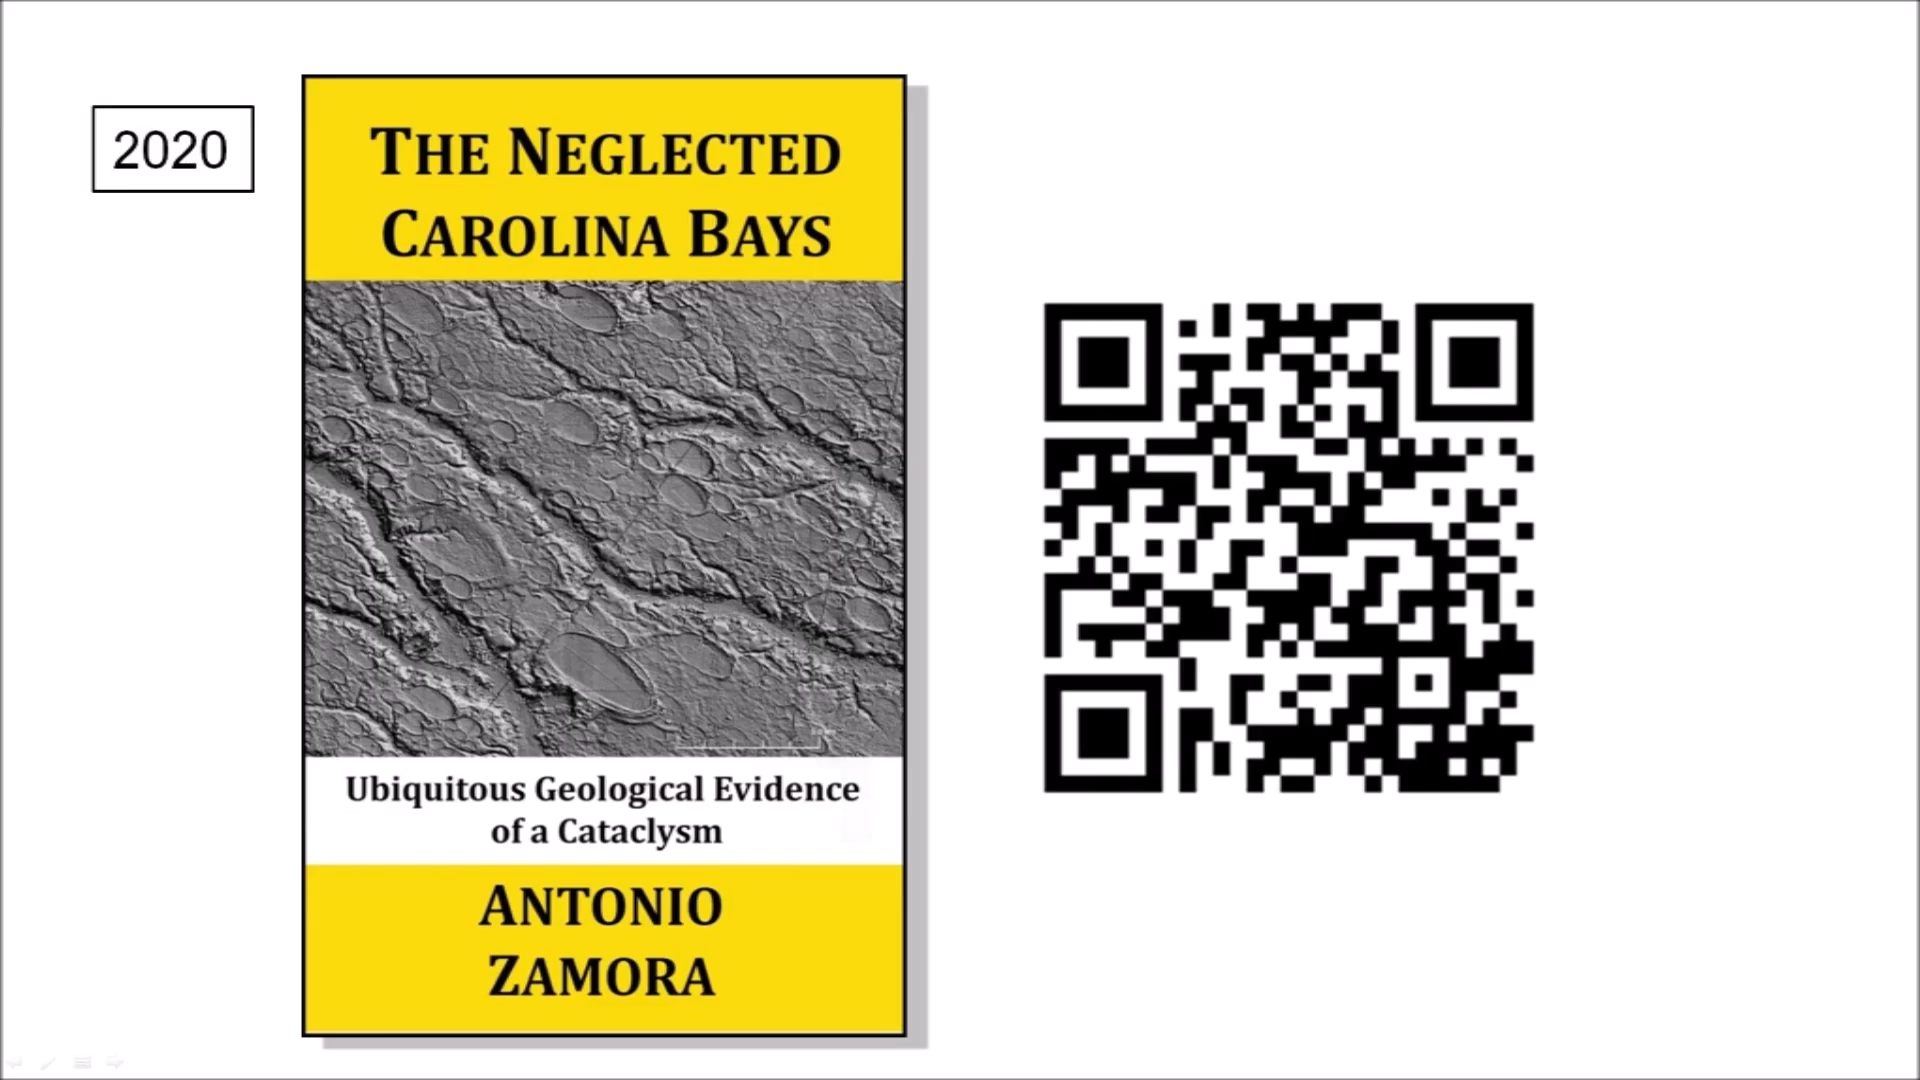 2020
THE NEGLECTED
CAROLINA BAYS
Ubiquitous Geological Evidence
of a Cataclysm
ANTONIO
ZAMORA